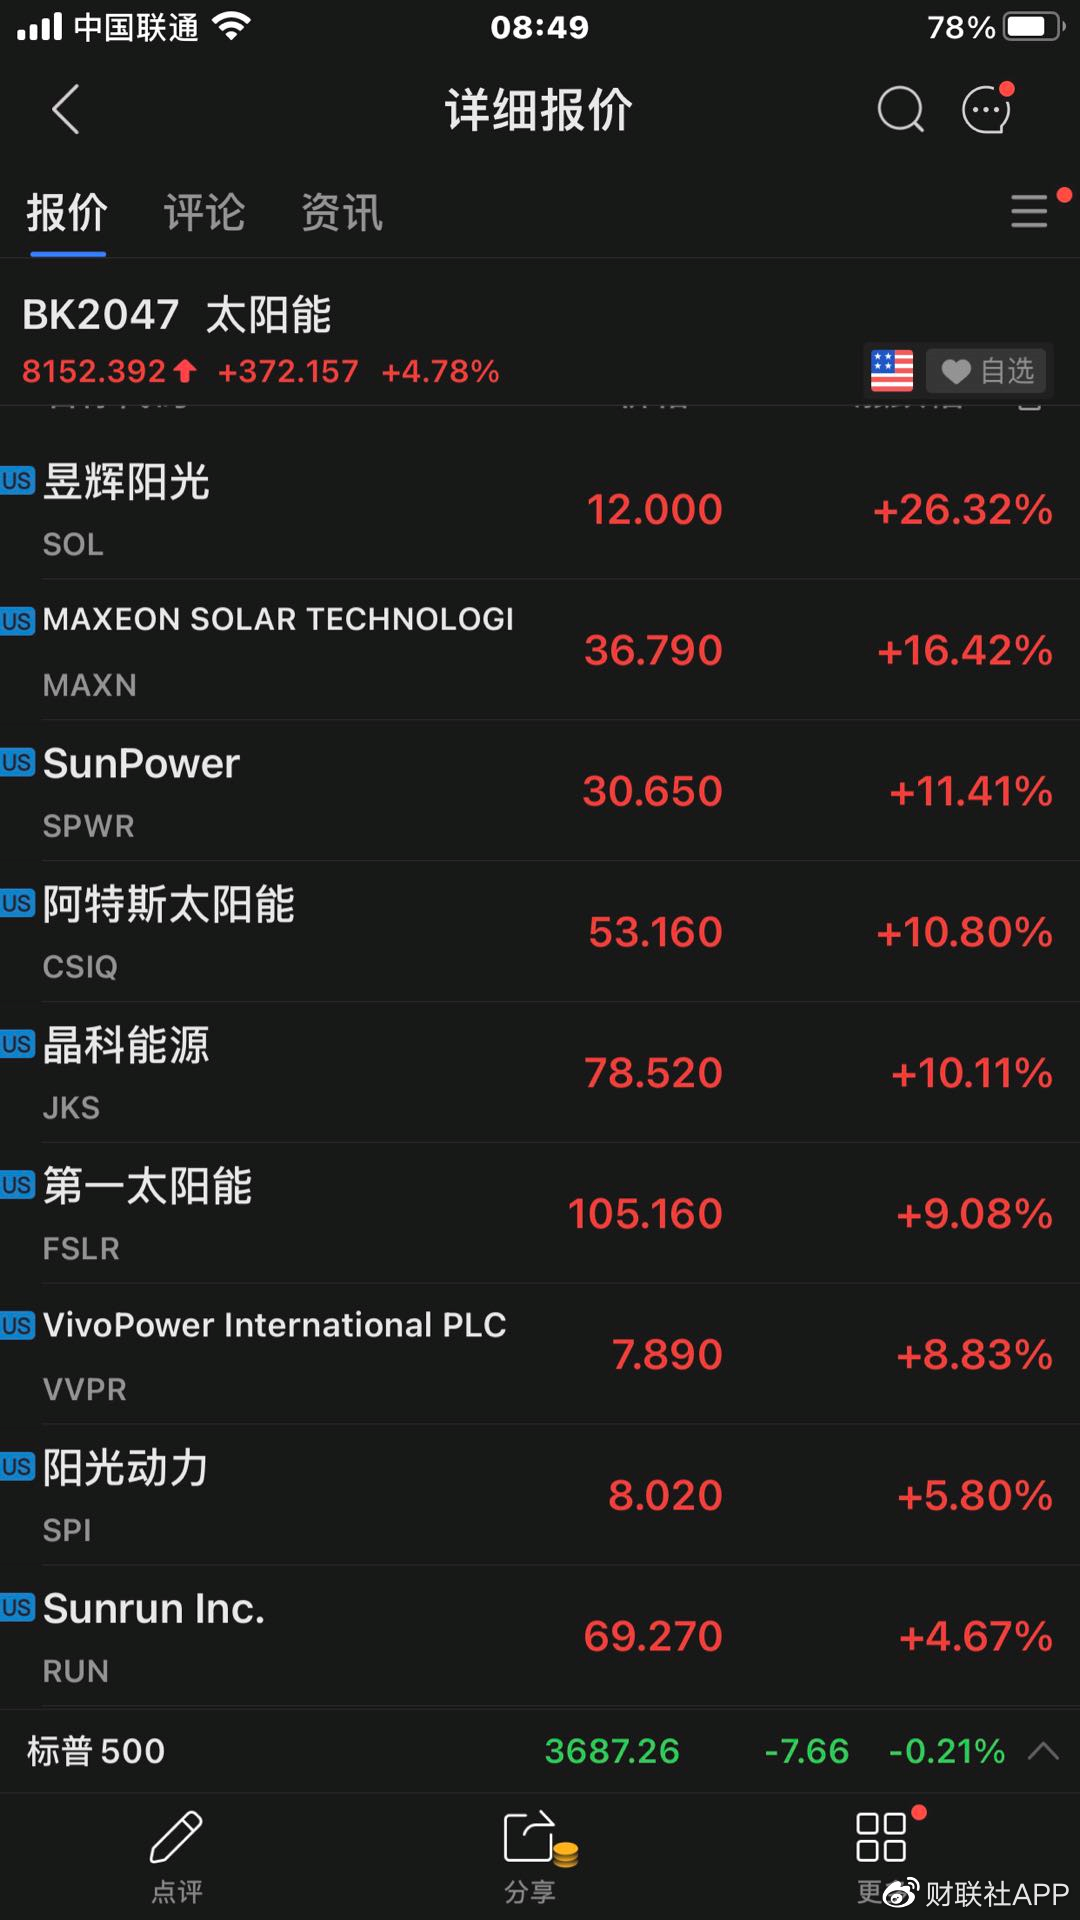 中国联通 08:49 78%
详细报价
报价 评论 资讯
BK2047 太阳能
8152.392 +372.157 +4.78% 自选
US 昱辉阳光 12.000 +26.32%
SOL
US MAXEON SOLAR TECHNOLOGI 36.790 +16.42%
MAXN
US SunPower 30.650 +11.41%
SPWR
US 阿特斯太阳能 53.160 +10.80%
CSIQ
US 晶科能源 78.520 +10.11%
JKS
US 第一太阳能 105.160 +9.08%
FSLR
US VivoPower International PLC 7.890 +8.83%
VVPR
US 阳光动力 8.020 +5.80%
SPI
US Sunrun Inc. 69.270 +4.67%
RUN
标普500 3687.26 -7.66 -0.21%
点评 分享 更
财联社APP